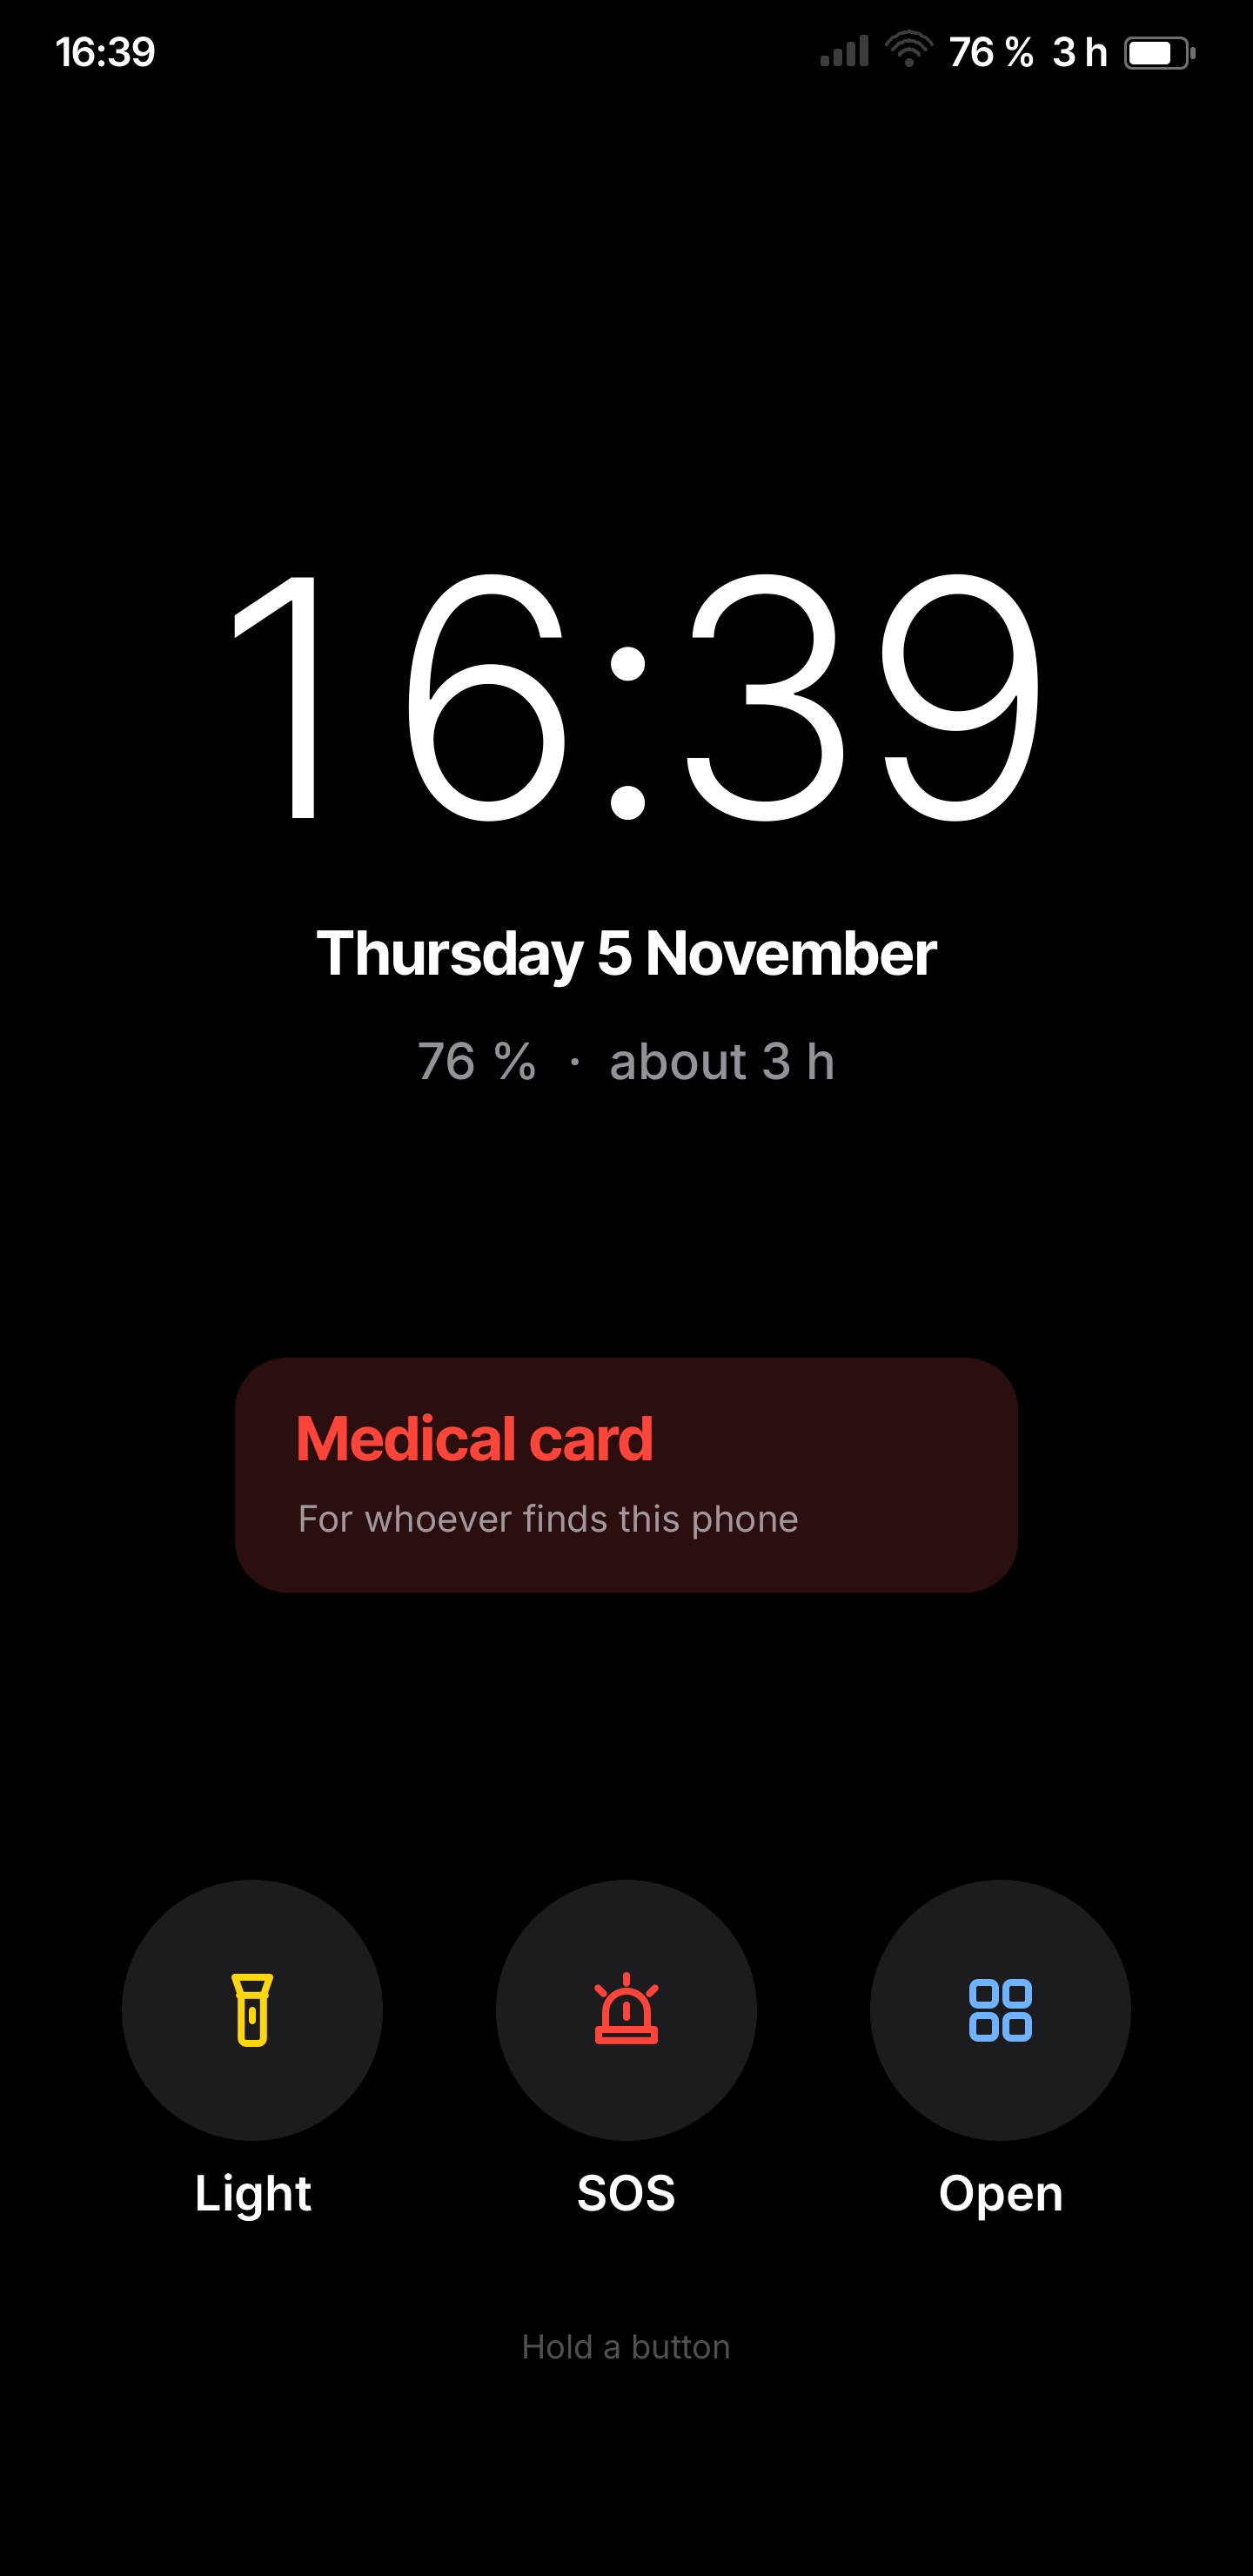 16:39 76 % 3 h
16:39
Thursday 5 November
76 % · about 3 h
Medical card
For whoever finds this phone
Light SOS Open
Hold a button